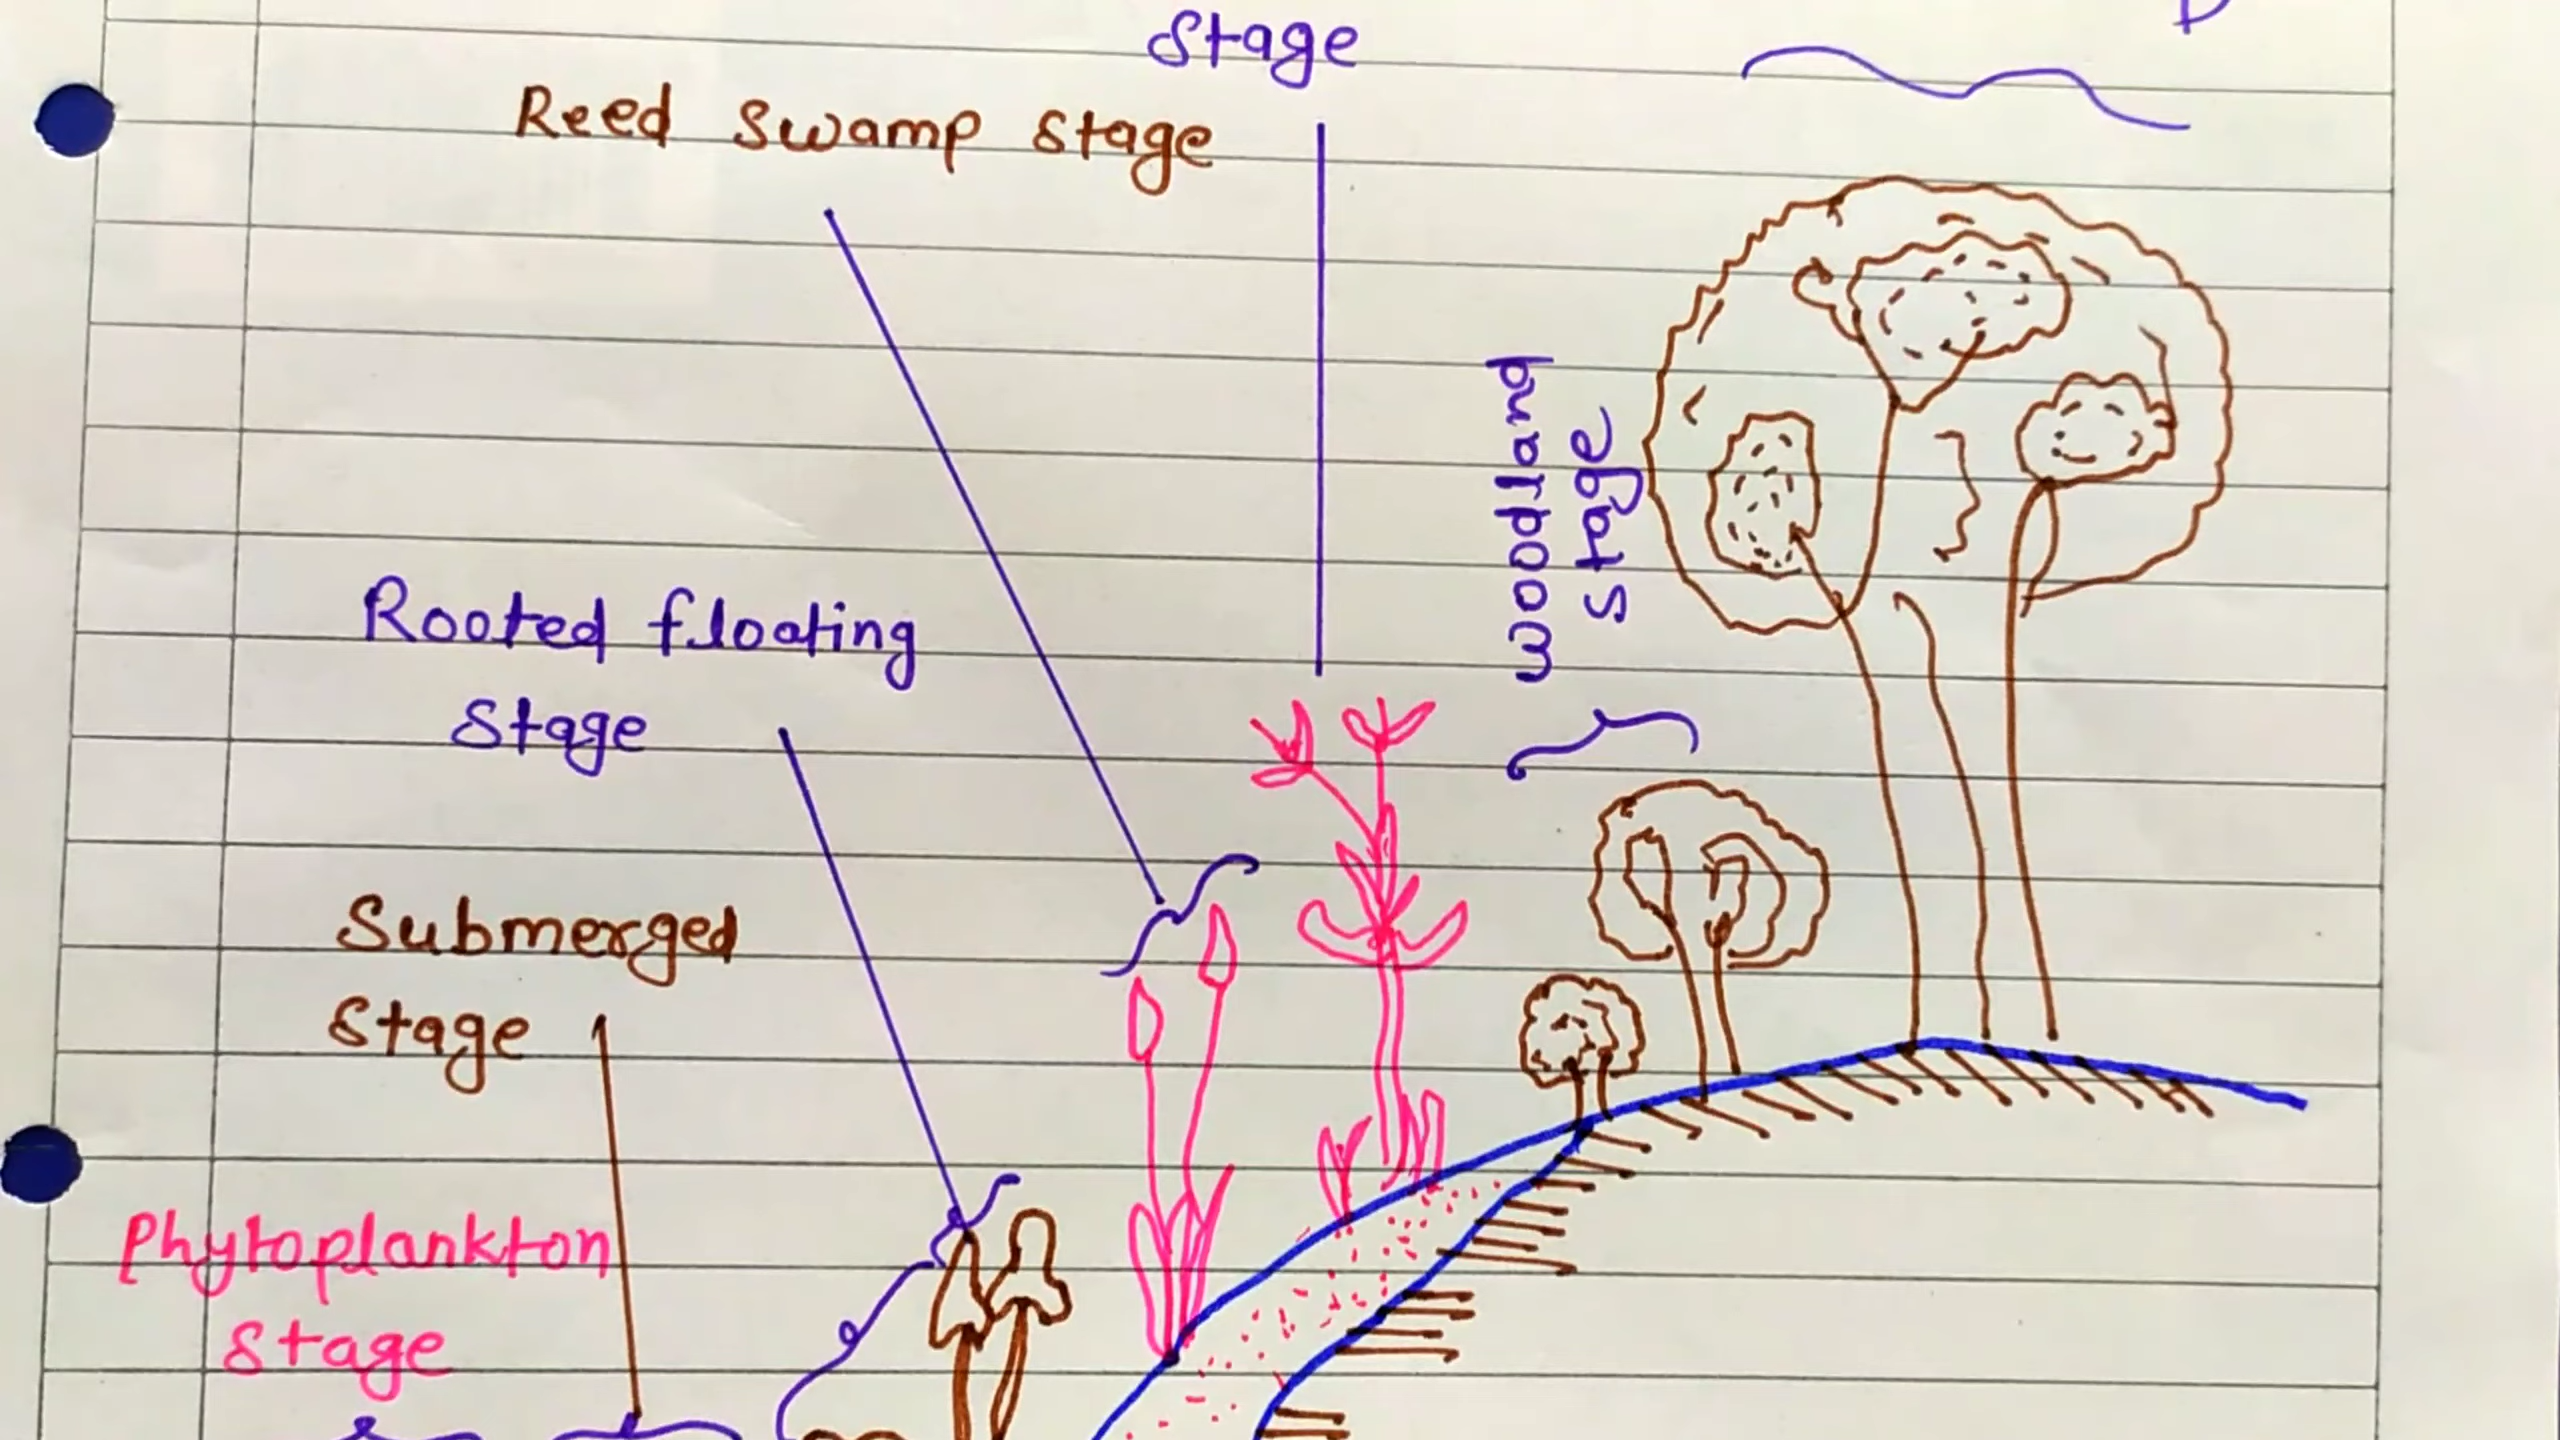 Stage
Reed swamp stage
woodland
stage
Rooted floating
stage
Submerged
stage
Phytoplankton
stage